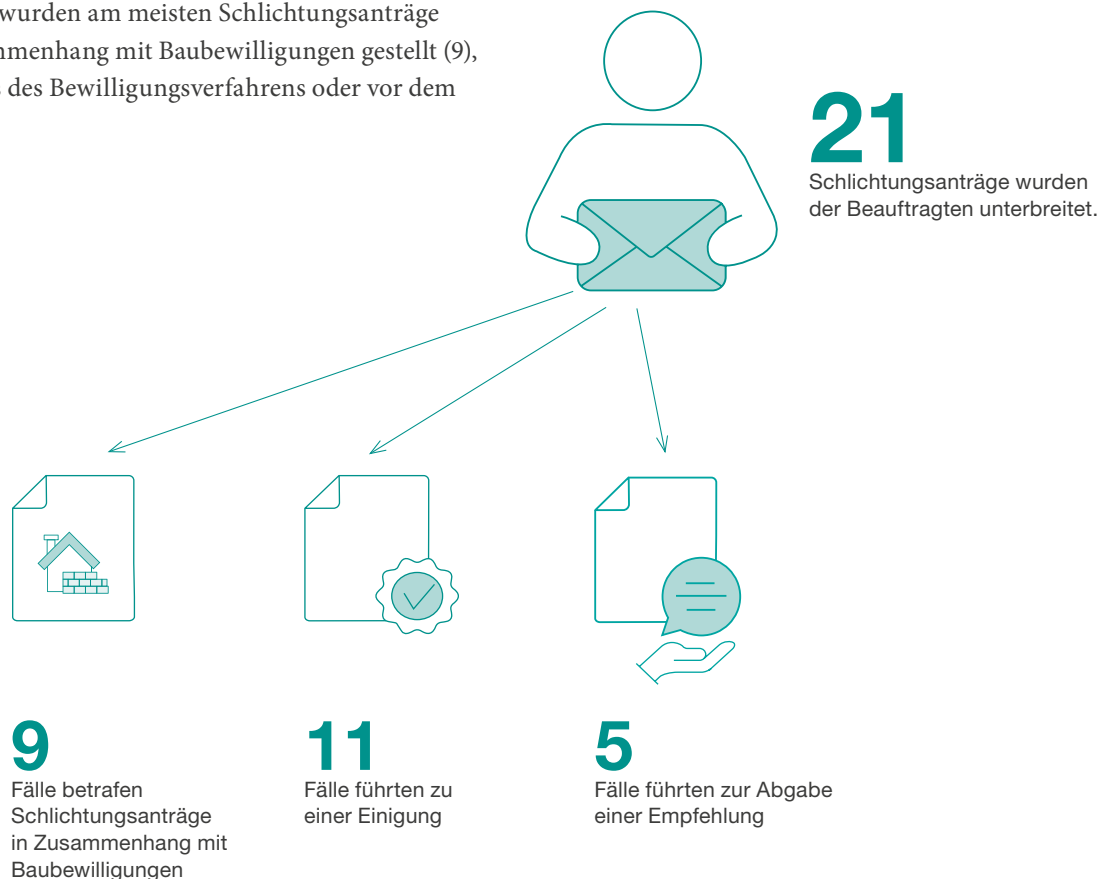 wurden am meisten Schlichtungsanträge
mmenhang mit Baubewilligungen gestellt (9),
des Bewilligungsverfahrens oder vor dem
21
Schlichtungsanträge wurden
der Beauftragten unterbreitet.
9
Fälle betrafen
Schlichtungsanträge
in Zusammenhang mit
Baubewilligungen
11
Fälle führten zu
einer Einigung
5
Fälle führten zur Abgabe
einer Empfehlung